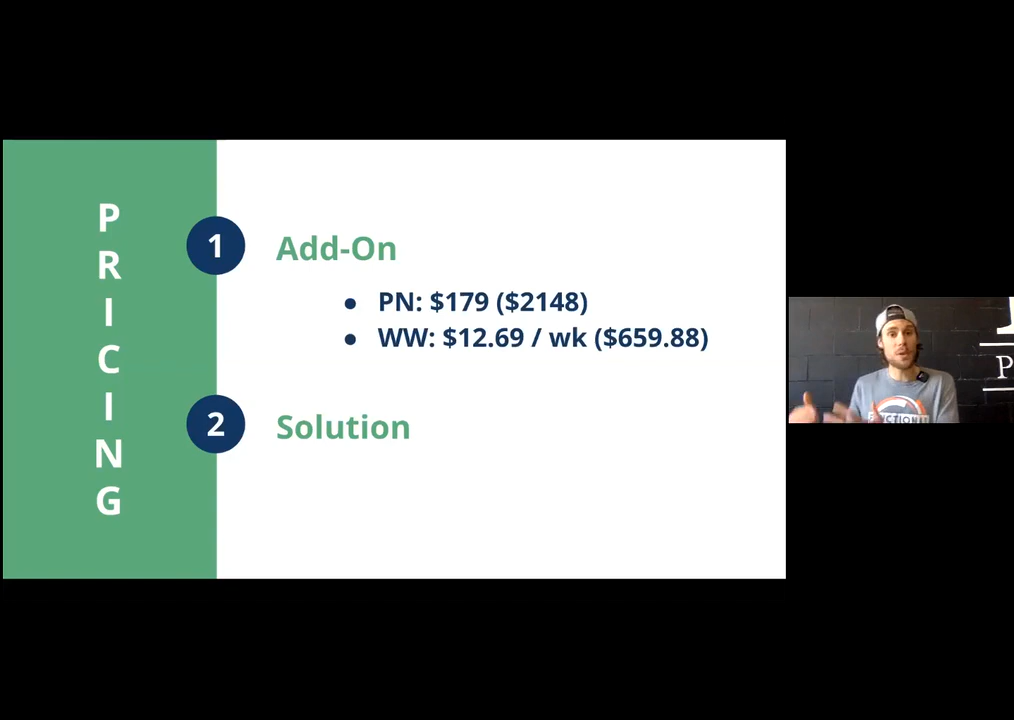 PRICING
1
Add-On
• PN: $179 ($2148)
• WW: $12.69 / wk ($659.88)
2
Solution
P